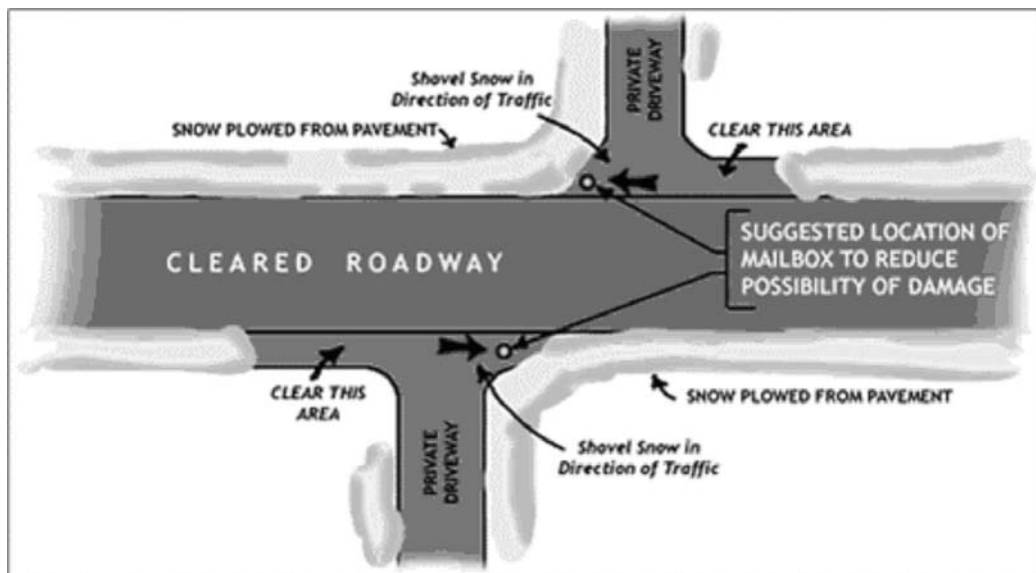 PRIVATE
DRIVEWAY
Shovel Snow in
Direction of Traffic
SNOW PLOWED FROM PAVEMENT
CLEAR THIS AREA
CLEARED ROADWAY
SUGGESTED LOCATION OF
MAILBOX TO REDUCE
POSSIBILITY OF DAMAGE
CLEAR THIS
AREA
SNOW PLOWED FROM PAVEMENT
PRIVATE
DRIVEWAY
Shovel Snow in
Direction of Traffic